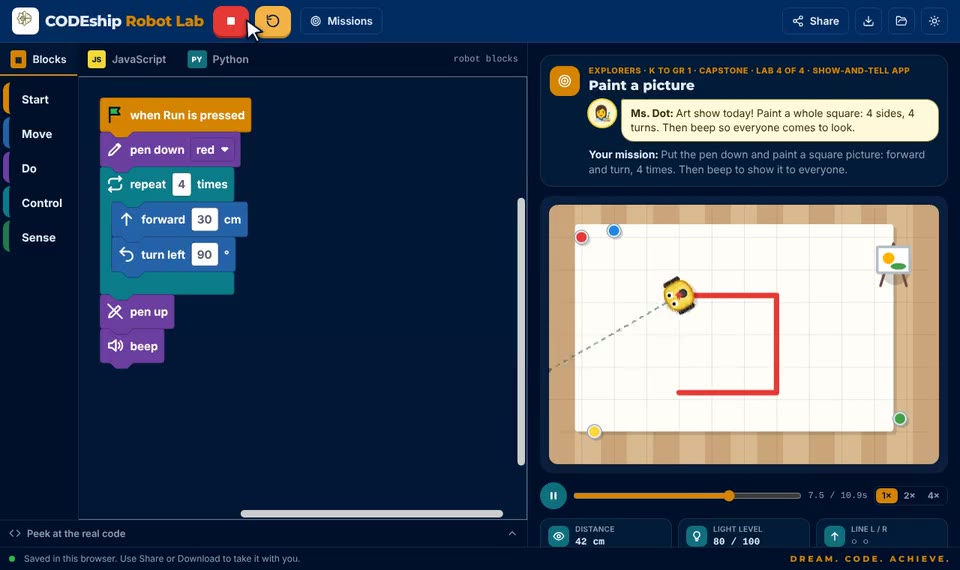 CODEship Robot Lab
Missions
Share
Blocks
JS JavaScript
PY Python
robot blocks
Start
Move
Do
Control
Sense
when Run is pressed
pen down red
repeat 4 times
forward 30 cm
turn left 90 °
pen up
beep
Peek at the real code
EXPLORERS · K TO GR 1 · CAPSTONE · LAB 4 OF 4 · SHOW-AND-TELL APP
Paint a picture
Ms. Dot: Art show today! Paint a whole square: 4 sides, 4
turns. Then beep so everyone comes to look.
Your mission: Put the pen down and paint a square picture: forward
and turn, 4 times. Then beep to show it to everyone.
7.5 / 10.9s
1× 2× 4×
DISTANCE
42 cm
LIGHT LEVEL
80 / 100
LINE L / R
Saved in this browser. Use Share or Download to take it with you.
DREAM. CODE. ACHIEVE.